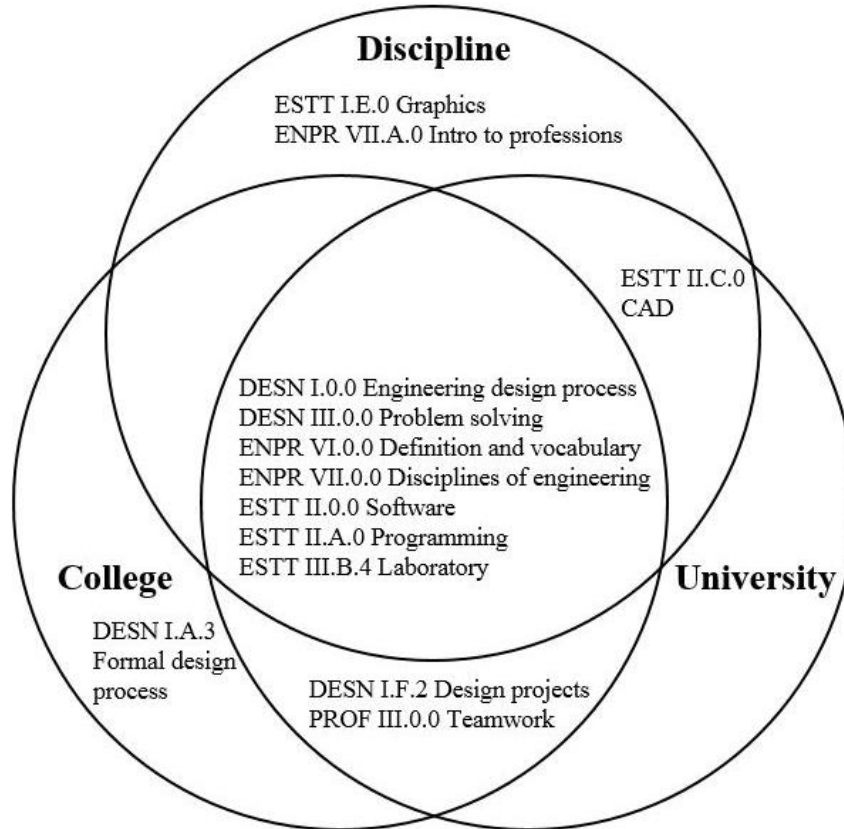 Discipline
ESTT I.E.0 Graphics
ENPR VII.A.0 Intro to professions
ESTT II.C.0
CAD
DESN I.0.0 Engineering design process
DESN III.0.0 Problem solving
ENPR VI.0.0 Definition and vocabulary
ENPR VII.0.0 Disciplines of engineering
ESTT II.0.0 Software
ESTT II.A.0 Programming
ESTT III.B.4 Laboratory
College
University
DESN I.A.3
Formal design
process
DESN I.F.2 Design projects
PROF III.0.0 Teamwork